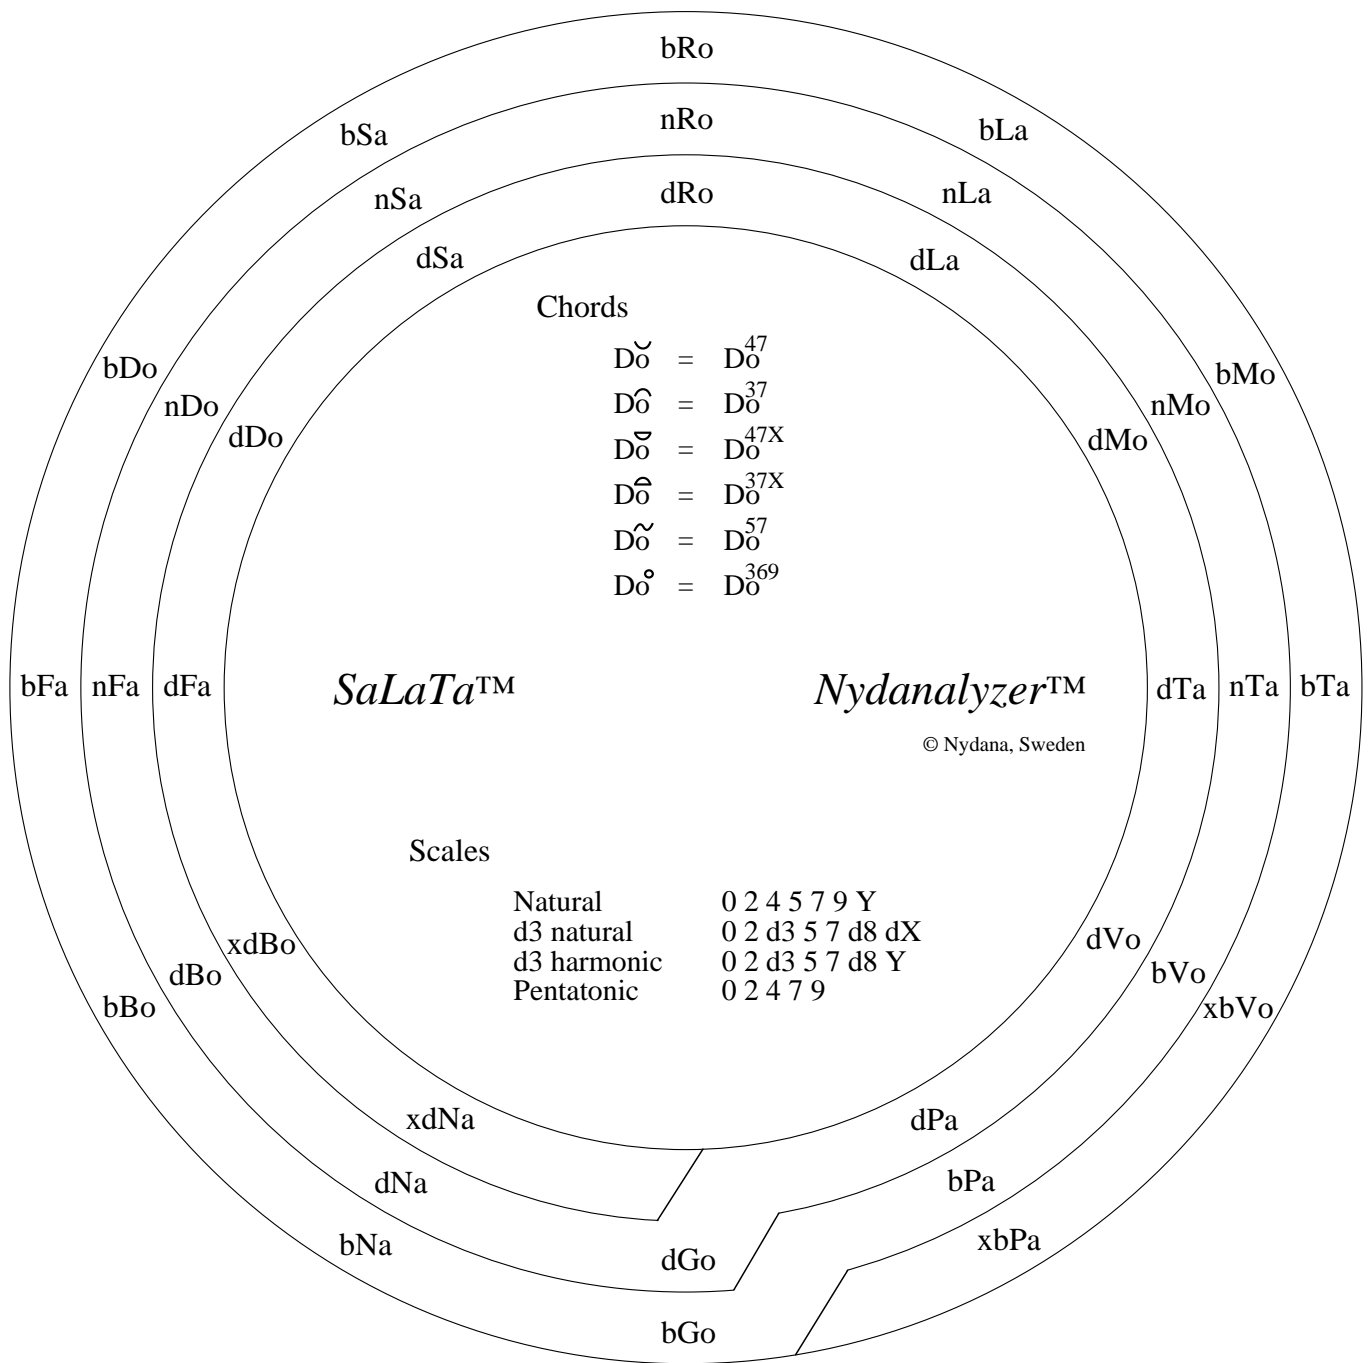 bRo
bSa nRo bLa
nSa dRo nLa
dSa dLa
Chords
Dŏ = Do47
bDo Do⌢ = Do37 bMo
nDo nMo
dDo Do = Do47X dMo
Do = Do37X
Do~ = Do57
Do° = Do369
bFa nFa dFa SaLaTa™ Nydanalyzer™ dTa nTa bTa
© Nydana, Sweden
Scales
Natural 0 2 4 5 7 9 Y
d3 natural 0 2 d3 5 7 d8 dX
d3 harmonic 0 2 d3 5 7 d8 Y
Pentatonic 0 2 4 7 9
xdBo dVo
dBo bVo
bBo xbVo
xdNa dPa
dNa bPa
bNa dGo xbPa
bGo